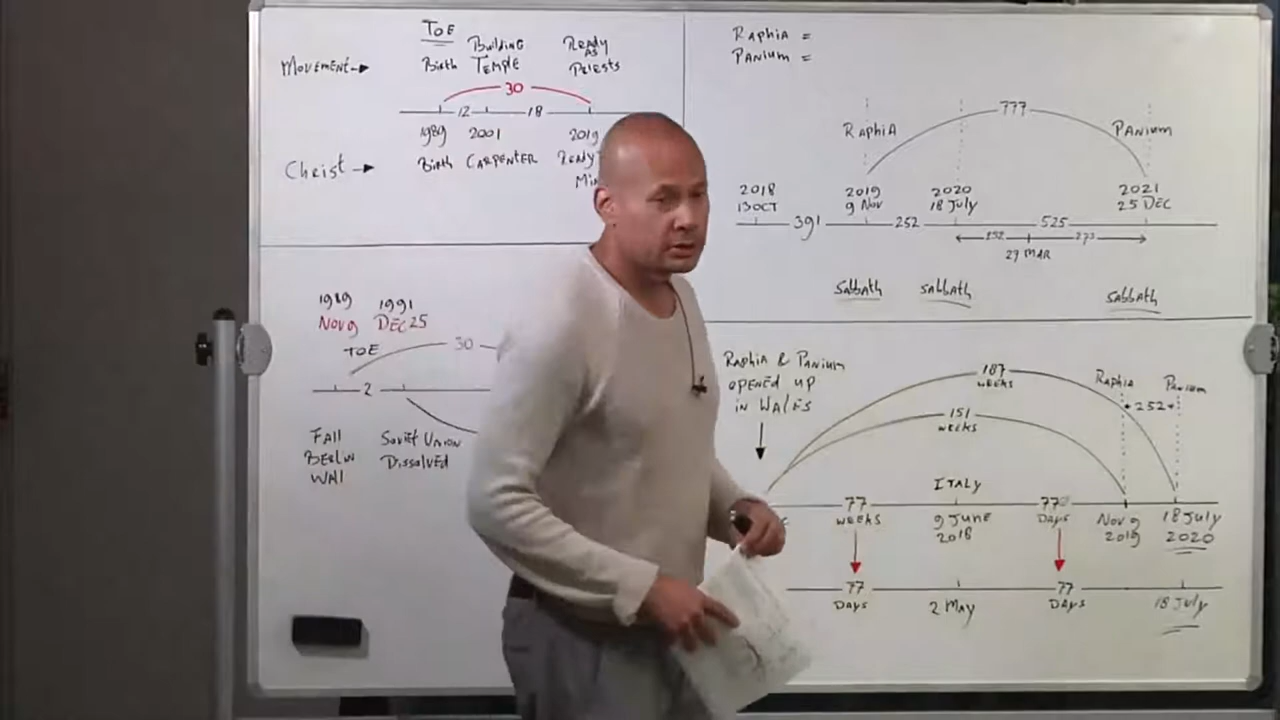 ToE
Building
Ready
Movement→
Birth
Temple
As
Priests
30
12
18
1989
2001
2019
Christ →
Birth
Carpenter
Ready
Raphia =
Panium =
777
Raphia
Panium
2018
2019
2020
2021
13 Oct
9 Nov
18 July
25 Dec
391
252
525
252
273
27 Mar
Sabbath
Sabbath
Sabbath
1989
1991
Nov 9
Dec 25
ToE
30
2
Fall
Berlin
Wall
Soviet Union
Dissolved
Raphia & Panium
opened up
in Wales
187
weeks
151
weeks
Raphia
Panium
252
Italy
77
weeks
9 June
2018
Days
Nov 9
2019
18 July
2020
77
Days
2 May
77
Days
18 July